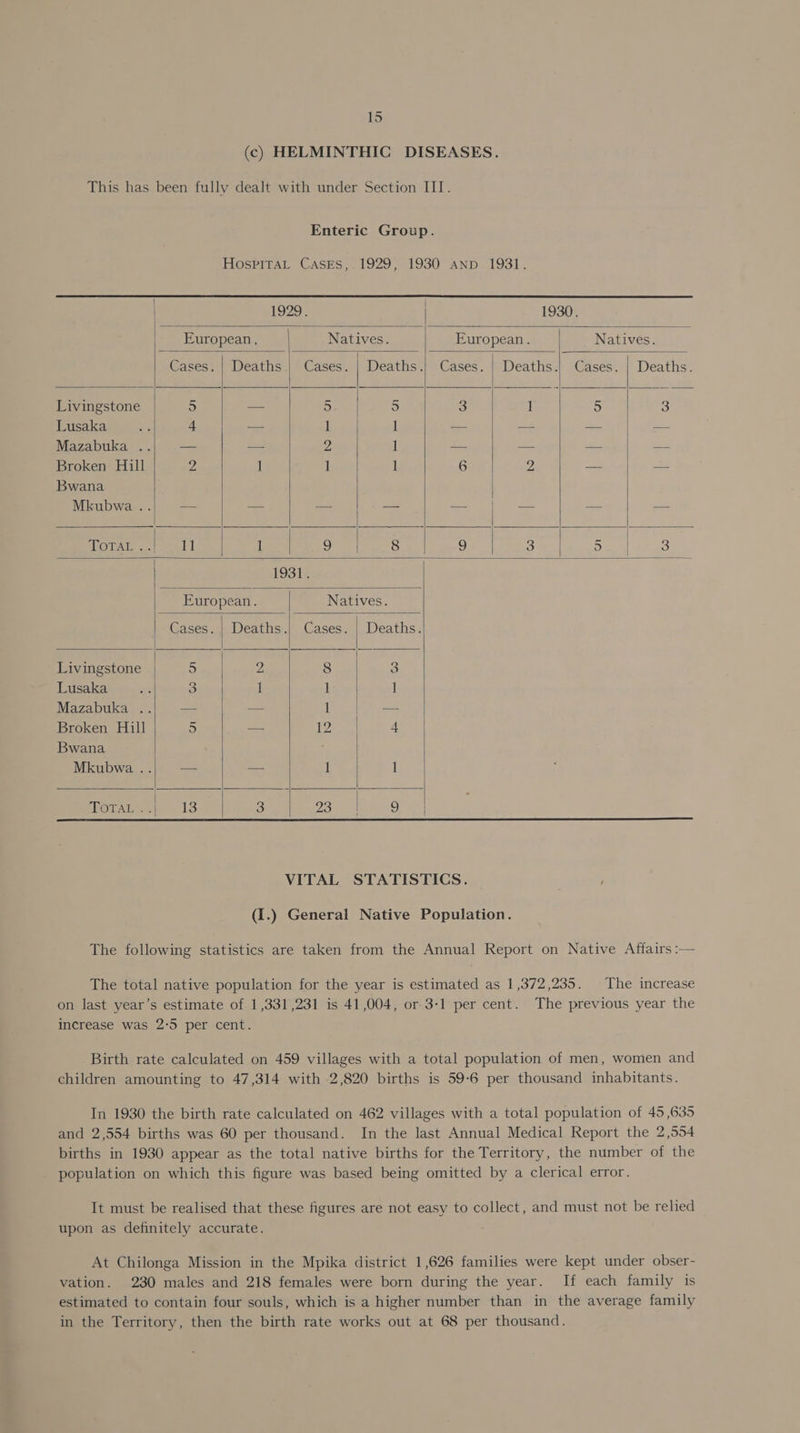 15
(c) HELMINTHIC DISEASES.
This has been fully dealt with under Section III.
Enteric Group.
HOSPITAL CASES, 1929, 1930 AND 1931.
1929. 1930.
European. Natives. European. Natives.
Cases. Deaths Cases. Deaths. Cases. Deaths. Cases. Deaths.
Livingstone 5 — 5 5 3 1 5 3
Lusaka .. 4 — 1 1 — — — —
Mazabuka .. — — 2 1 — — — —
Broken Hill 2 1 1 1 6 2 — —
Bwana
Mkubwa .. — — — — — — — —
TOTAL .. 11 1 9 8 9 3 5 3
1931.
European. Natives.
Cases. Deaths. Cases. Deaths.
Livingstone 5 2 8 3
Lusaka .. 3 1 1 1
Mazabuka .. — — 1 —
Broken Hill 5 — 12 4
Bwana
Mkubwa .. — — 1 1
TOTAL .. 13 3 23 9
VITAL STATISTICS.
(I.) General Native Population.
The following statistics are taken from the Annual Report on Native Affairs:—
The total native population for the year is estimated as 1,372,235. The increase
on last year's estimate of 1,331,231 is 41,004, or 3·1 per cent. The previous year the
increase was 2·5 per cent.
Birth rate calculated on 459 villages with a total population of men, women and
children amounting to 47,314 with 2,820 births is 59·6 per thousand inhabitants.
In 1930 the birth rate calculated on 462 villages with a total population of 45,635
and 2,554 births was 60 per thousand. In the last Annual Medical Report the 2,554
births in 1930 appear as the total native births for the Territory, the number of the
population on which this figure was based being omitted by a clerical error.
It must be realised that these figures are not easy to collect, and must not be relied
upon as definitely accurate.
At Chilonga Mission in the Mpika district 1,626 families were kept under obser-
vation. 230 males and 218 females were born during the year. If each family is
estimated to contain four souls, which is a higher number than in the average family
in the Territory, then the birth rate works out at 68 per thousand.